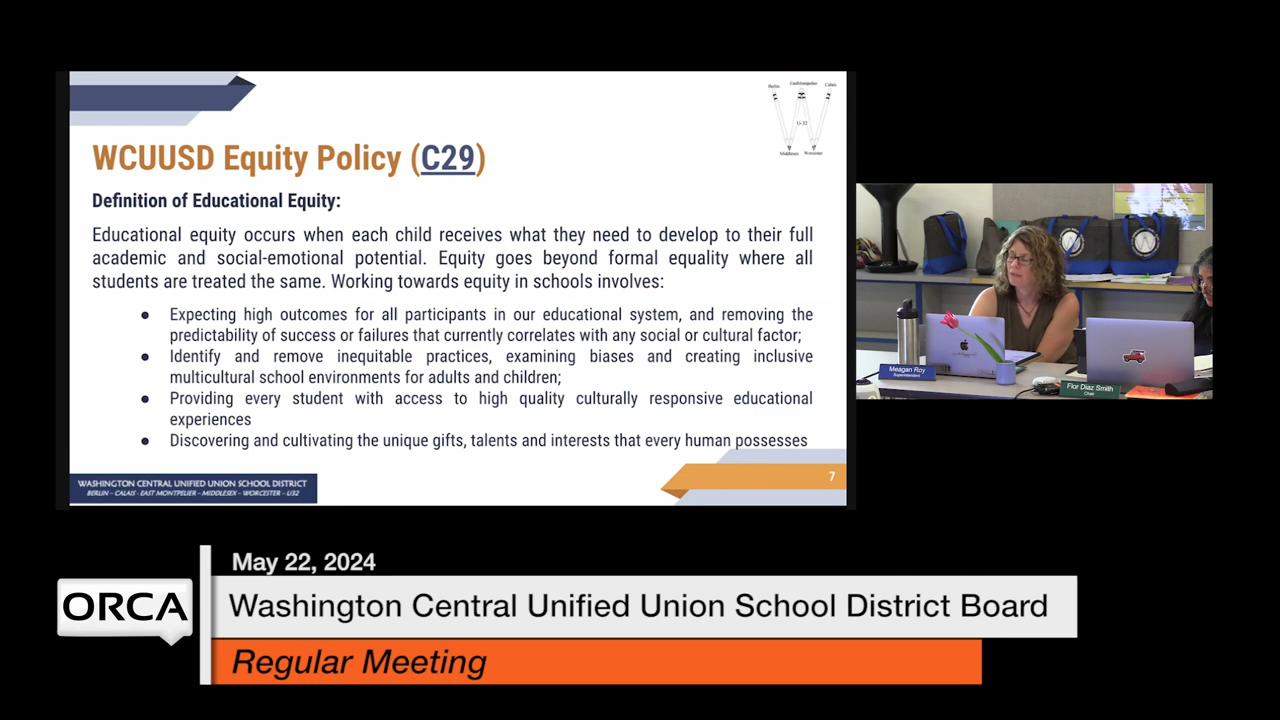 Berlin
EastMontpelier
Calais
U-32
Middlesex
Worcester
WCUUSD Equity Policy (C29)
Definition of Educational Equity:
Educational equity occurs when each child receives what they need to develop to their full
academic and social-emotional potential. Equity goes beyond formal equality where all
students are treated the same. Working towards equity in schools involves:
● Expecting high outcomes for all participants in our educational system, and removing the
predictability of success or failures that currently correlates with any social or cultural factor;
● Identify and remove inequitable practices, examining biases and creating inclusive
multicultural school environments for adults and children;
● Providing every student with access to high quality culturally responsive educational
experiences
● Discovering and cultivating the unique gifts, talents and interests that every human possesses
WASHINGTON CENTRAL UNIFIED UNION SCHOOL DISTRICT
BERLIN – CALAIS - EAST MONTPELIER – MIDDLESEX – WORCESTER – U32
7
Meagan Roy
Superintendent
Flor Diaz Smith
Chair
May 22, 2024
ORCA
Washington Central Unified Union School District Board
Regular Meeting